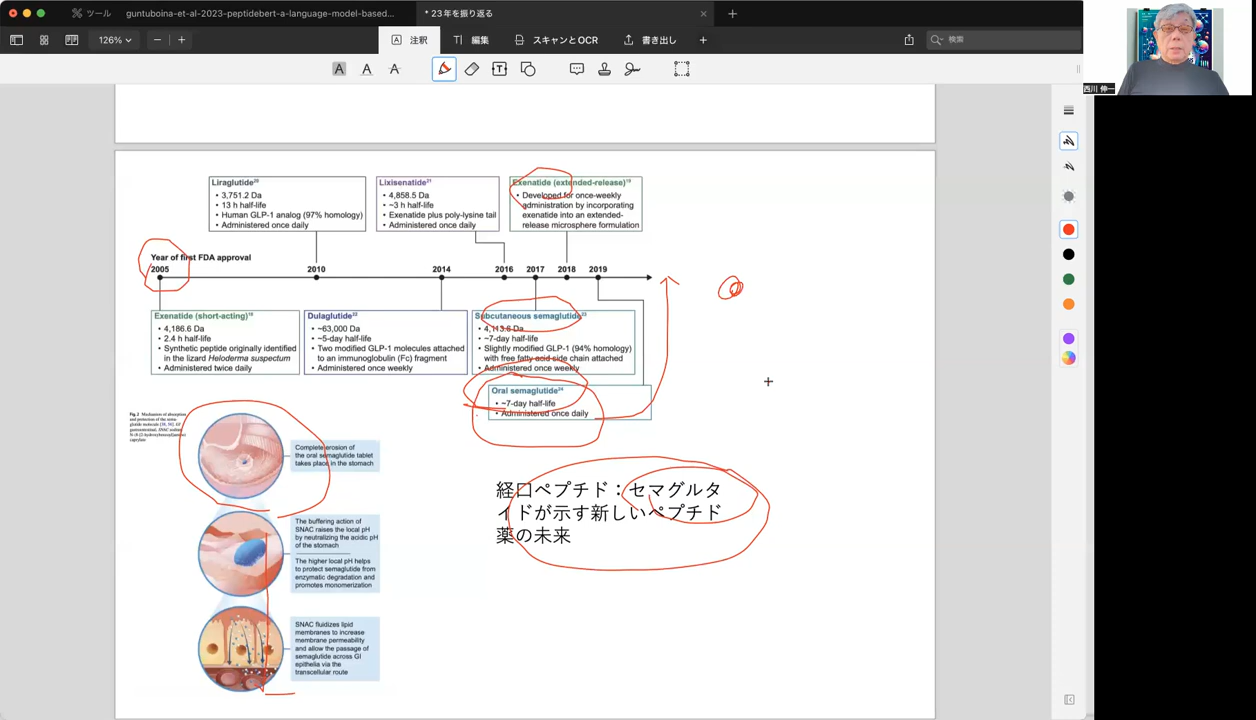 ツール
guntuboina-et-al-2023-peptidebert-a-language-model-based...
* 23年を振り返る
126%
注釈
編集
スキャンとOCR
書き出し
検索
西川 伸一
Liraglutide20
• 3,751.2 Da
• 13 h half-life
• Human GLP-1 analog (97% homology)
• Administered once daily
Lixisenatide21
• 4,858.5 Da
• ~3 h half-life
• Exenatide plus poly-lysine tail
• Administered once daily
Exenatide (extended-release)19
• Developed for once-weekly
administration by incorporating
exenatide into an extended-
release microsphere formulation
Year of first FDA approval
2005
2010
2014
2016
2017
2018
2019
Exenatide (short-acting)18
• 4,186.6 Da
• 2.4 h half-life
• Synthetic peptide originally identified
in the lizard Heloderma suspectum
• Administered twice daily
Dulaglutide22
• ~63,000 Da
• ~5-day half-life
• Two modified GLP-1 molecules attached
to an immunoglobulin (Fc) fragment
• Administered once weekly
Subcutaneous semaglutide23
• 4,113.6 Da
• ~7-day half-life
• Slightly modified GLP-1 (94% homology)
with free fatty acid side chain attached
• Administered once weekly
Oral semaglutide24
• ~7-day half-life
• Administered once daily
Fig. 2 Mechanism of absorption
Complete erosion of
the oral semaglutide tablet
takes place in the stomach
The buffering action of
SNAC raises the local pH
by neutralizing the acidic pH
of the stomach
The higher local pH helps
to protect semaglutide from
enzymatic degradation and
promotes monomerization
SNAC fluidizes lipid
membranes to increase
membrane permeability
and allow the passage of
semaglutide across GI
epithelia via the
transcellular route
経口ペプチド：セマグルタ
イドが示す新しいペプチド
薬の未来